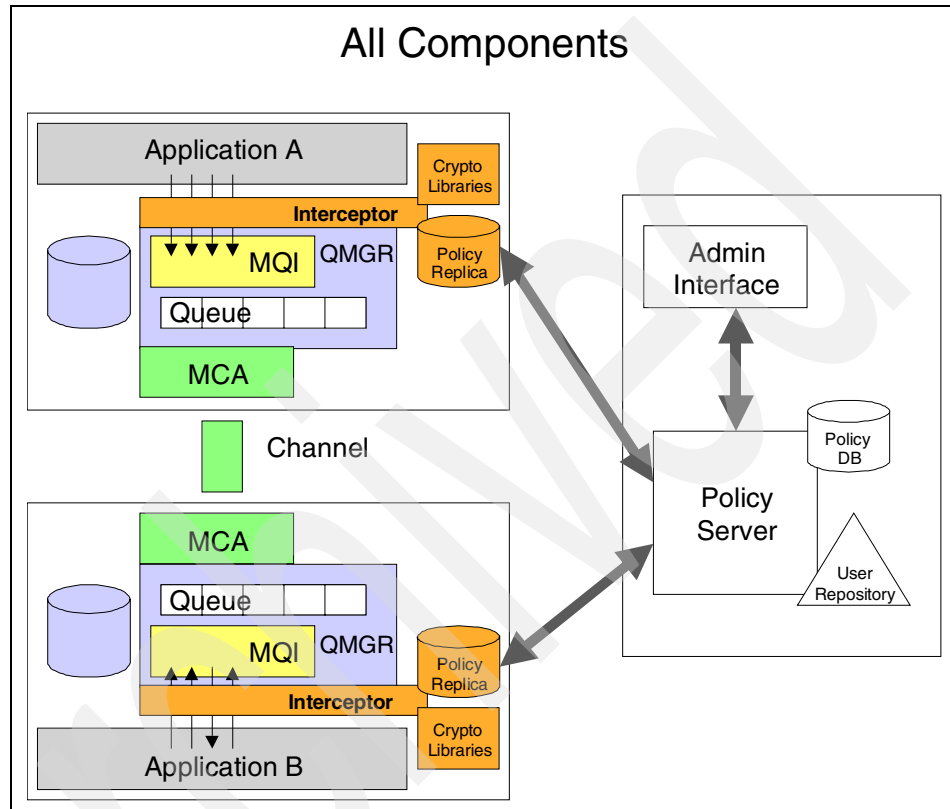 All Components
Application A
Crypto
Libraries
Interceptor
MQI
QMGR
Policy
Replica
Queue
MCA
Channel
MCA
Queue
MQI
QMGR
Policy
Replica
Interceptor
Crypto
Libraries
Application B
Admin
Interface
Policy
DB
Policy
Server
User
Repository